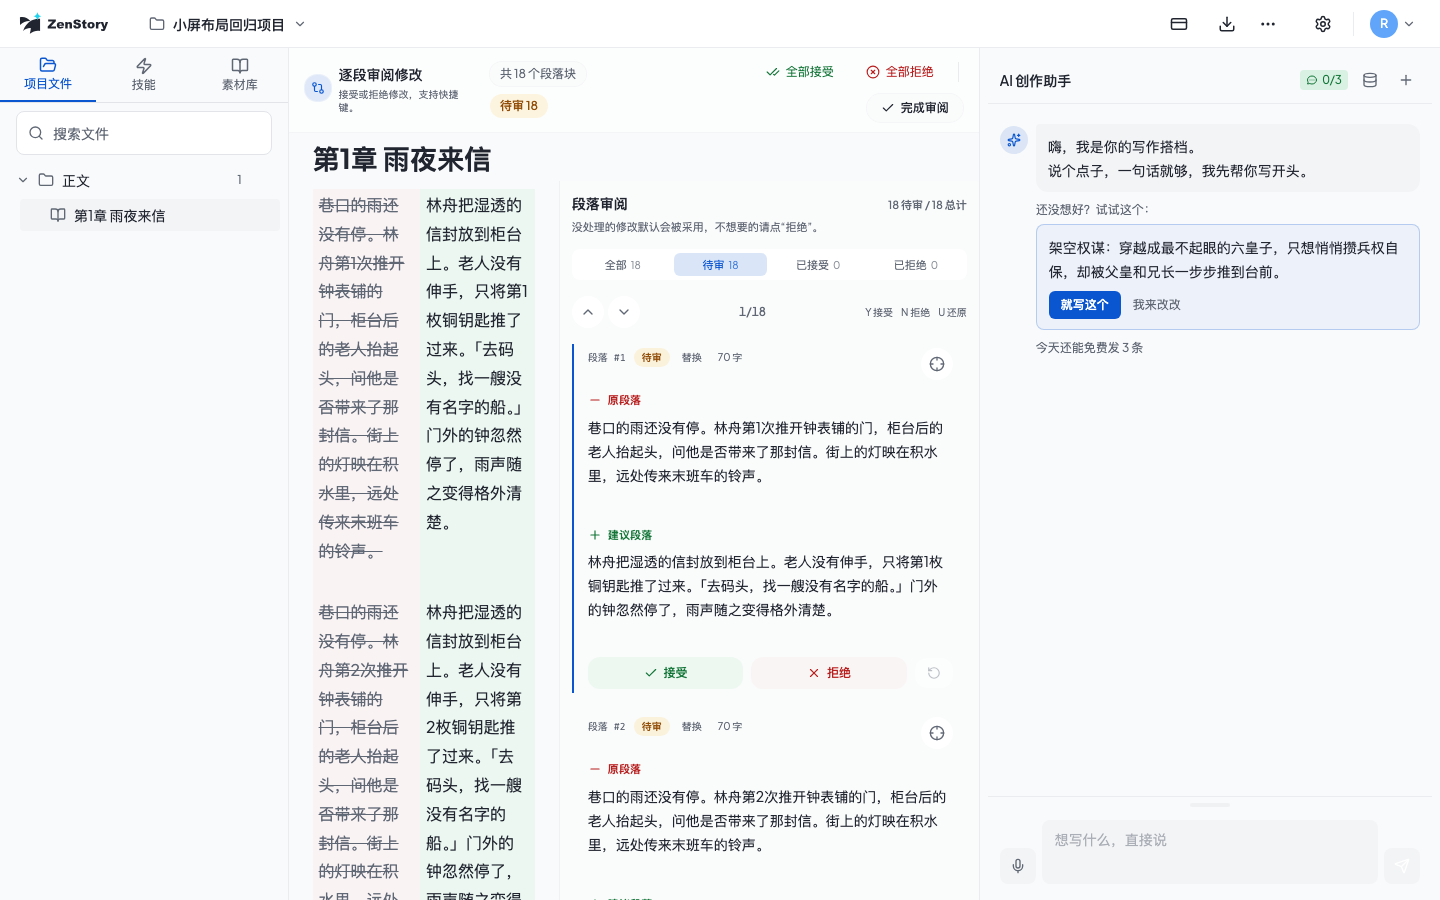 ZenStory
小屏布局回归项目
R
项目文件
技能
素材库
搜索文件
正文
1
第1章 雨夜来信
逐段审阅修改
接受或拒绝修改，支持快捷
键。
共 18 个段落块
待审 18
全部接受
全部拒绝
完成审阅
第1章 雨夜来信
巷口的雨还
没有停。林
舟第1次推开
钟表铺的
门，柜台后
的老人抬起
头，问他是
否带来了那
封信。街上
的灯映在积
水里，远处
传来末班车
的铃声。
林舟把湿透的
信封放到柜台
上。老人没有
伸手，只将第1
枚铜钥匙推了
过来。「去码
头，找一艘没
有名字的船。」
门外的钟忽然
停了，雨声随
之变得格外清
楚。
巷口的雨还
没有停。林
舟第2次推开
钟表铺的
门，柜台后
的老人抬起
头，问他是
否带来了那
封信。街上
的灯映在积
水里，远处
林舟把湿透的
信封放到柜台
上。老人没有
伸手，只将第
2枚铜钥匙推
了过来。「去
码头，找一艘
没有名字的
船。」门外的
钟忽然停了，
雨声随之变得
段落审阅
18 待审 / 18 总计
没处理的修改默认会被采用，不想要的请点“拒绝”。
全部 18
待审 18
已接受 0
已拒绝 0
1/18
Y 接受 N 拒绝 U 还原
段落 #1 待审 替换 70 字
原段落
巷口的雨还没有停。林舟第1次推开钟表铺的门，柜台后的
老人抬起头，问他是否带来了那封信。街上的灯映在积水
里，远处传来末班车的铃声。
建议段落
林舟把湿透的信封放到柜台上。老人没有伸手，只将第1枚
铜钥匙推了过来。「去码头，找一艘没有名字的船。」门外
的钟忽然停了，雨声随之变得格外清楚。
接受
拒绝
段落 #2 待审 替换 70 字
原段落
巷口的雨还没有停。林舟第2次推开钟表铺的门，柜台后的
老人抬起头，问他是否带来了那封信。街上的灯映在积水
里，远处传来末班车的铃声。
AI 创作助手
0/3
嗨，我是你的写作搭档。
说个点子，一句话就够，我先帮你写开头。
还没想好？试试这个：
架空权谋：穿越成最不起眼的六皇子，只想悄悄攒兵权自
保，却被父皇和兄长一步步推到台前。
就写这个
我来改改
今天还能免费发 3 条
想写什么，直接说